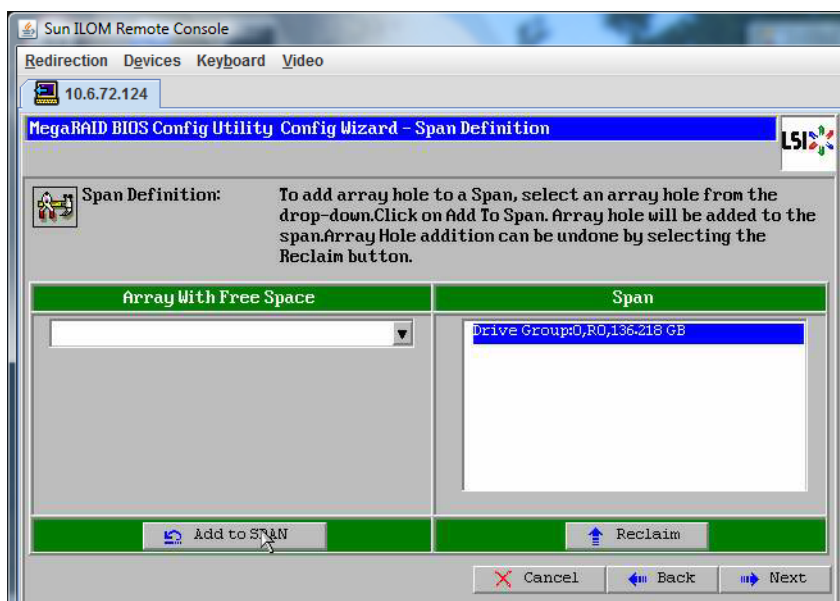 Sun ILOM Remote Console
Redirection Devices Keyboard Video
10.6.72.124
MegaRAID BIOS Config Utility Config Wizard - Span Definition
LSI
Span Definition: To add array hole to a Span, select an array hole from the
drop-down.Click on Add To Span. Array hole will be added to the
span.Array Hole addition can be undone by selecting the
Reclaim button.
Array With Free Space Span
Drive Group:0,R0,136.218 GB
Add to SPAN Reclaim
Cancel Back Next